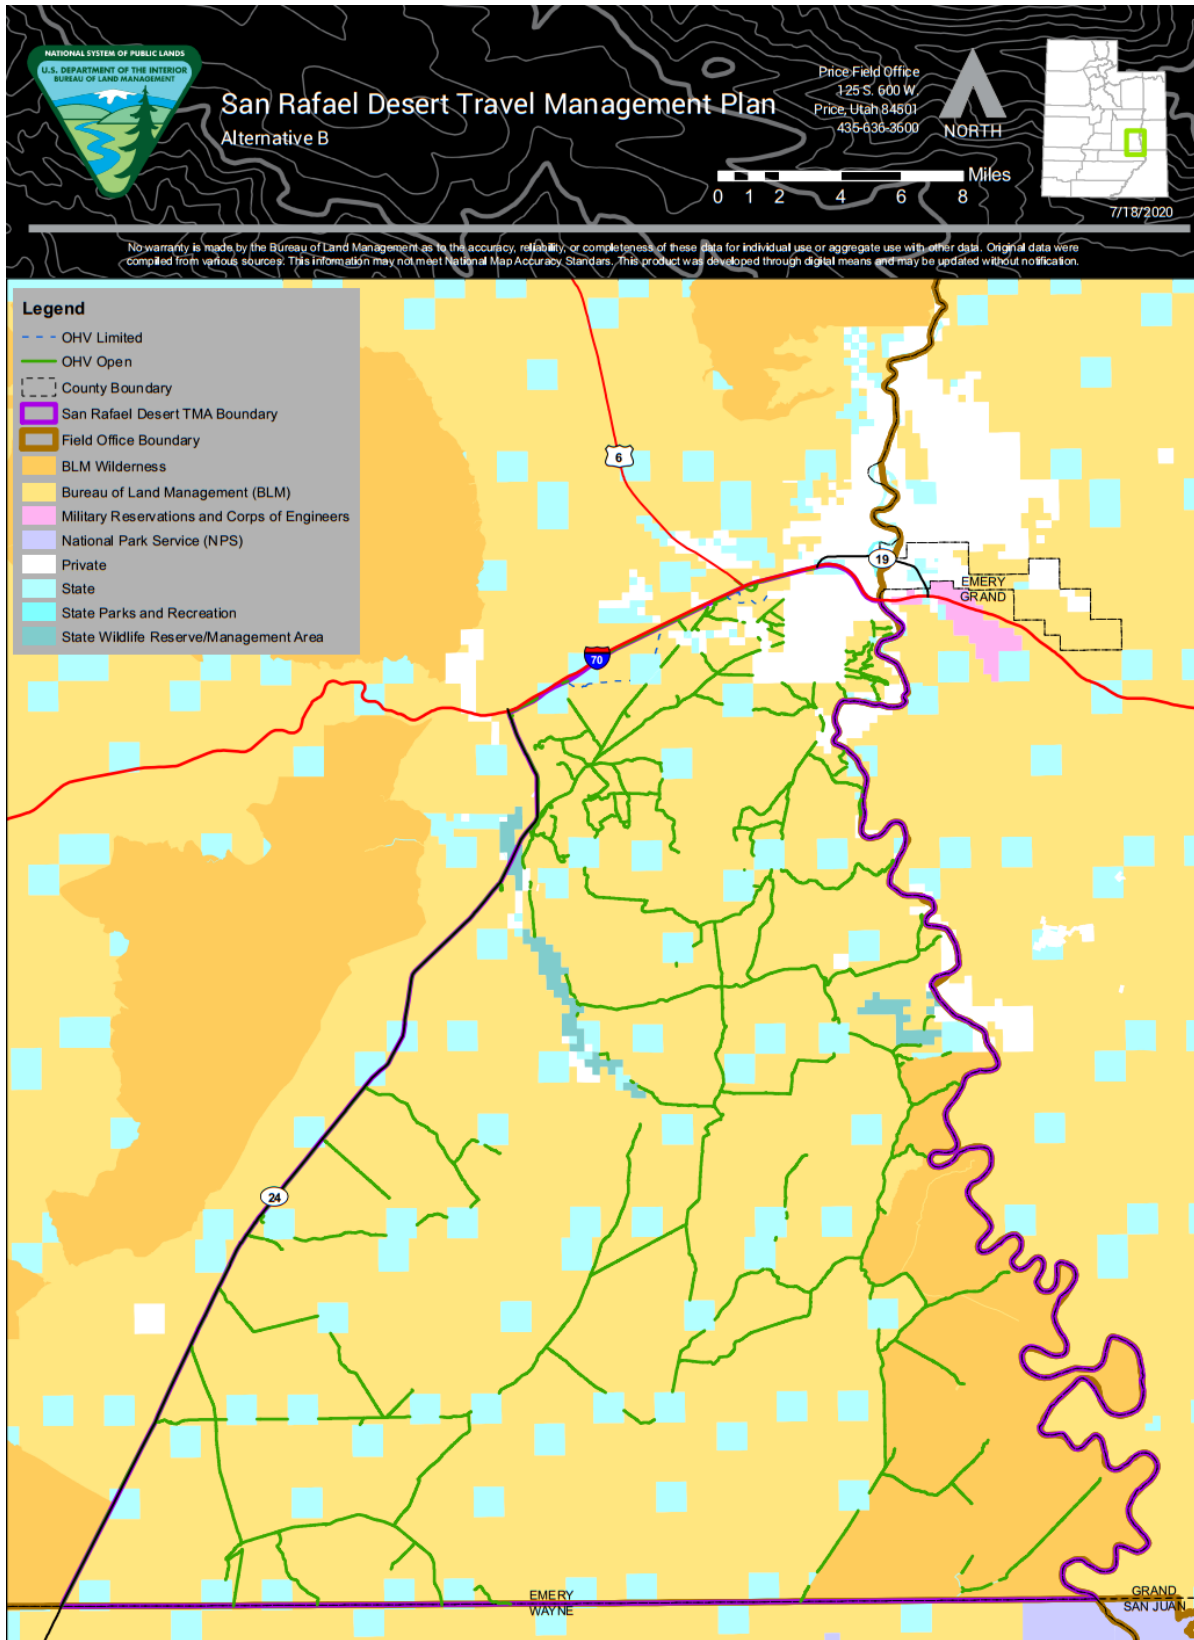 NATIONAL SYSTEM OF PUBLIC LANDS
U.S. DEPARTMENT OF THE INTERIOR
BUREAU OF LAND MANAGEMENT
San Rafael Desert Travel Management Plan
Alternative B
Price Field Office
125 S. 600 W.
Price, Utah 84501
435-636-3600
NORTH
Miles
0 1 2 4 6 8
7/18/2020
No warranty is made by the Bureau of Land Management as to the accuracy, reliability, or completeness of these data for individual use or aggregate use with other data. Original data were
compiled from various sources. This information may not meet National Map Accuracy Standars. This product was developed through digital means and may be updated without notification.
Legend
OHV Limited
OHV Open
County Boundary
San Rafael Desert TMA Boundary
Field Office Boundary
BLM Wilderness
Bureau of Land Management (BLM)
Military Reservations and Corps of Engineers
National Park Service (NPS)
Private
State
State Parks and Recreation
State Wildlife Reserve/Management Area
6
19
EMERY
GRAND
70
24
EMERY
WAYNE
GRAND
SAN JUAN